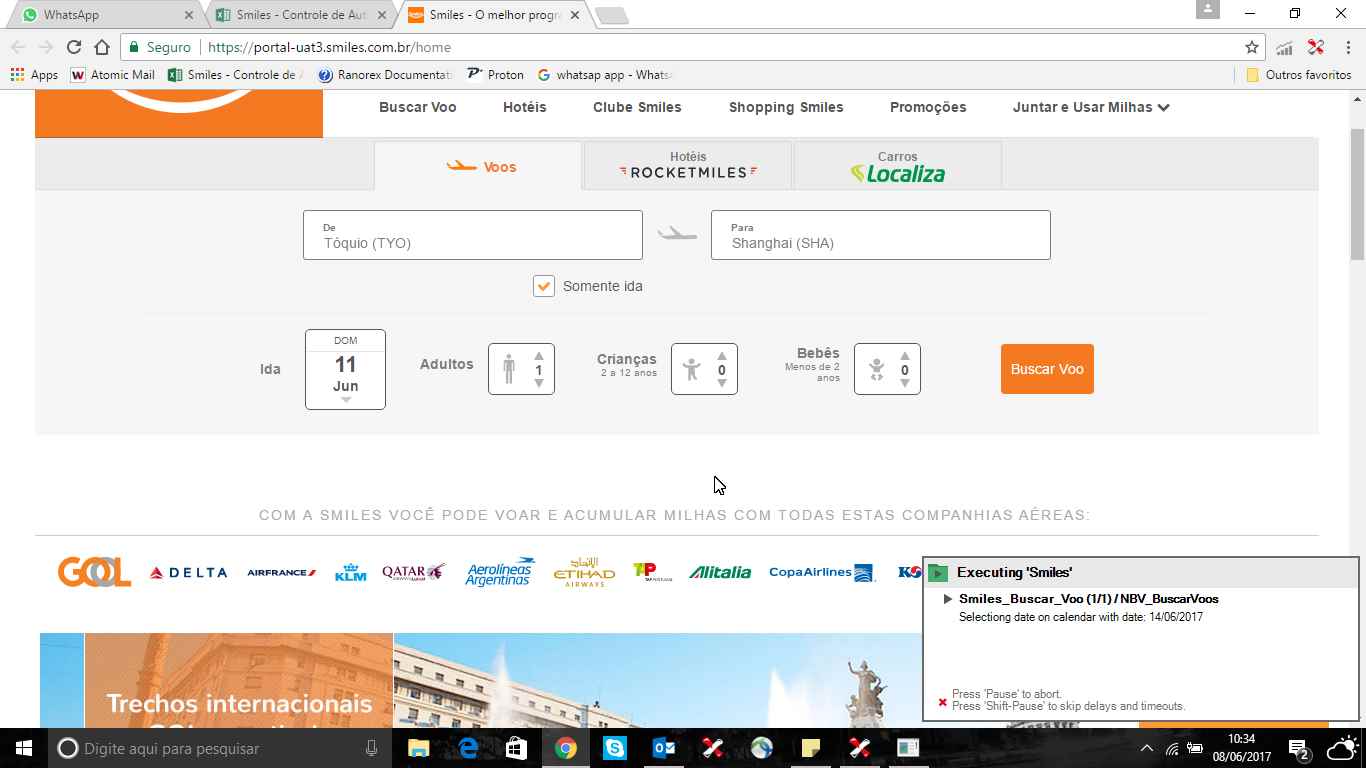 WhatsApp
Smiles - Controle de Aut
Smiles - O melhor progr
Seguro
https://portal-uat3.smiles.com.br/home
Apps
Atomic Mail
Smiles - Controle de A
Ranorex Documentat
Proton
whatsap app - Whats
Outros favoritos
Buscar Voo
Hotéis
Clube Smiles
Shopping Smiles
Promoções
Juntar e Usar Milhas
Voos
Hotéis
ROCKETMILES
Carros
Localiza
De
Tôquio (TYO)
Para
Shanghai (SHA)
Somente ida
Ida
DOM
11
Jun
Adultos
1
Crianças
2 a 12 anos
0
Bebês
Menos de 2
anos
0
Buscar Voo
COM A SMILES VOCÊ PODE VOAR E ACUMULAR MILHAS COM TODAS ESTAS COMPANHIAS AÉREAS:
GOL
DELTA
AIRFRANCE
KLM
QATAR
Aerolíneas
Argentinas
الإتحاد
ETIHAD
AIRWAYS
TAP
Alitalia
CopaAirlines
Executing 'Smiles'
Smiles_Buscar_Voo (1/1) / NBV_BuscarVoos
Selectiong date on calendar with date: 14/06/2017
Press 'Pause' to abort.
Press 'Shift-Pause' to skip delays and timeouts.
Trechos internacionais
Digite aqui para pesquisar
10:34
08/06/2017
2